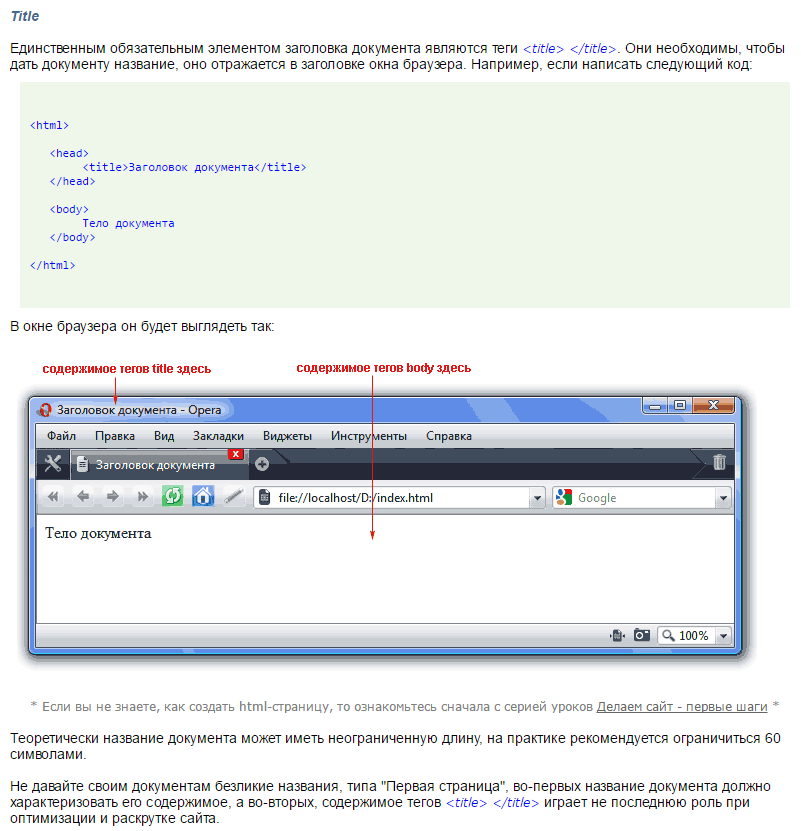 Title
Единственным обязательным элементом заголовка документа являются теги <title> </title>. Они необходимы, чтобы
дать документу название, оно отражается в заголовке окна браузера. Например, если написать следующий код:
<html>
<head>
<title>Заголовок документа</title>
</head>
<body>
Тело документа
</body>
</html>
В окне браузера он будет выглядеть так:
содержимое тегов title здесь
содержимое тегов body здесь
Заголовок документа - Opera
Файл Правка Вид Закладки Виджеты Инструменты Справка
Заголовок документа
file://localhost/D:/index.html Google
Тело документа
100%
* Если вы не знаете, как создать html-страницу, то ознакомьтесь сначала с серией уроков Делаем сайт - первые шаги *
Теоретически название документа может иметь неограниченную длину, на практике рекомендуется ограничиться 60
символами.
Не давайте своим документам безликие названия, типа "Первая страница", во-первых название документа должно
характеризовать его содержимое, а во-вторых, содержимое тегов <title> </title> играет не последнюю роль при
оптимизации и раскрутке сайта.